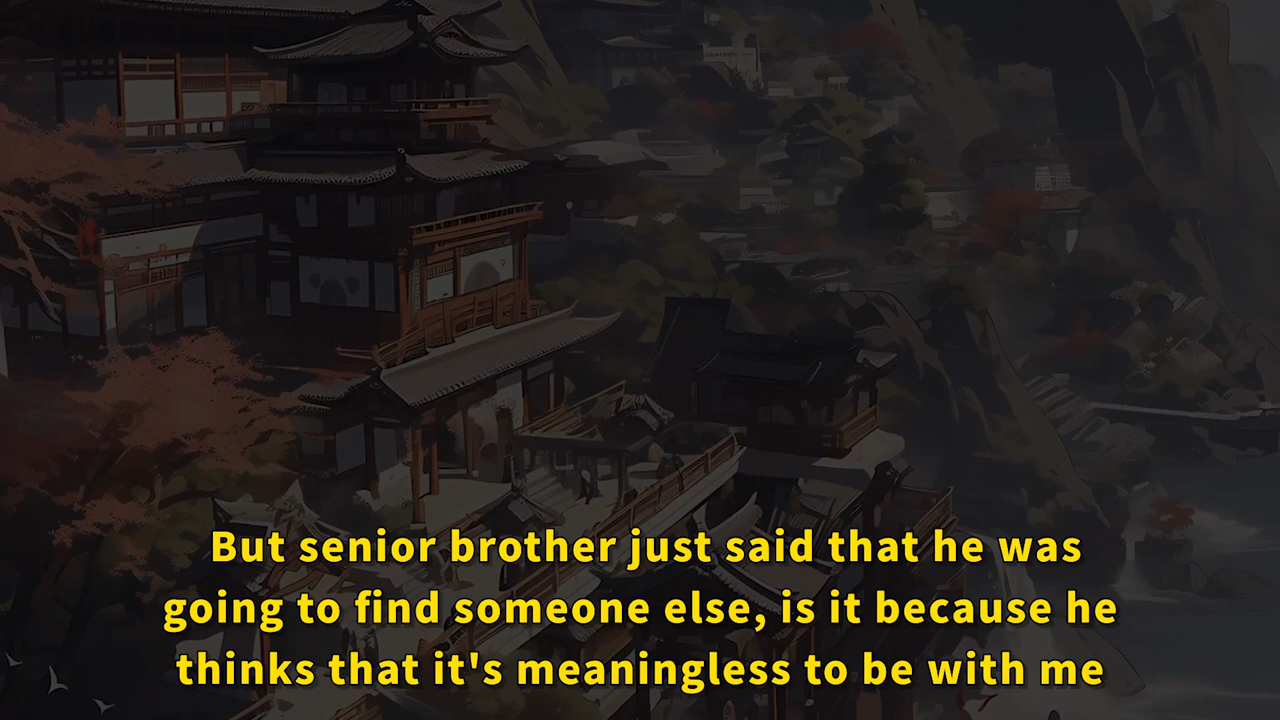 But senior brother just said that he was
going to find someone else, is it because he
thinks that it's meaningless to be with me